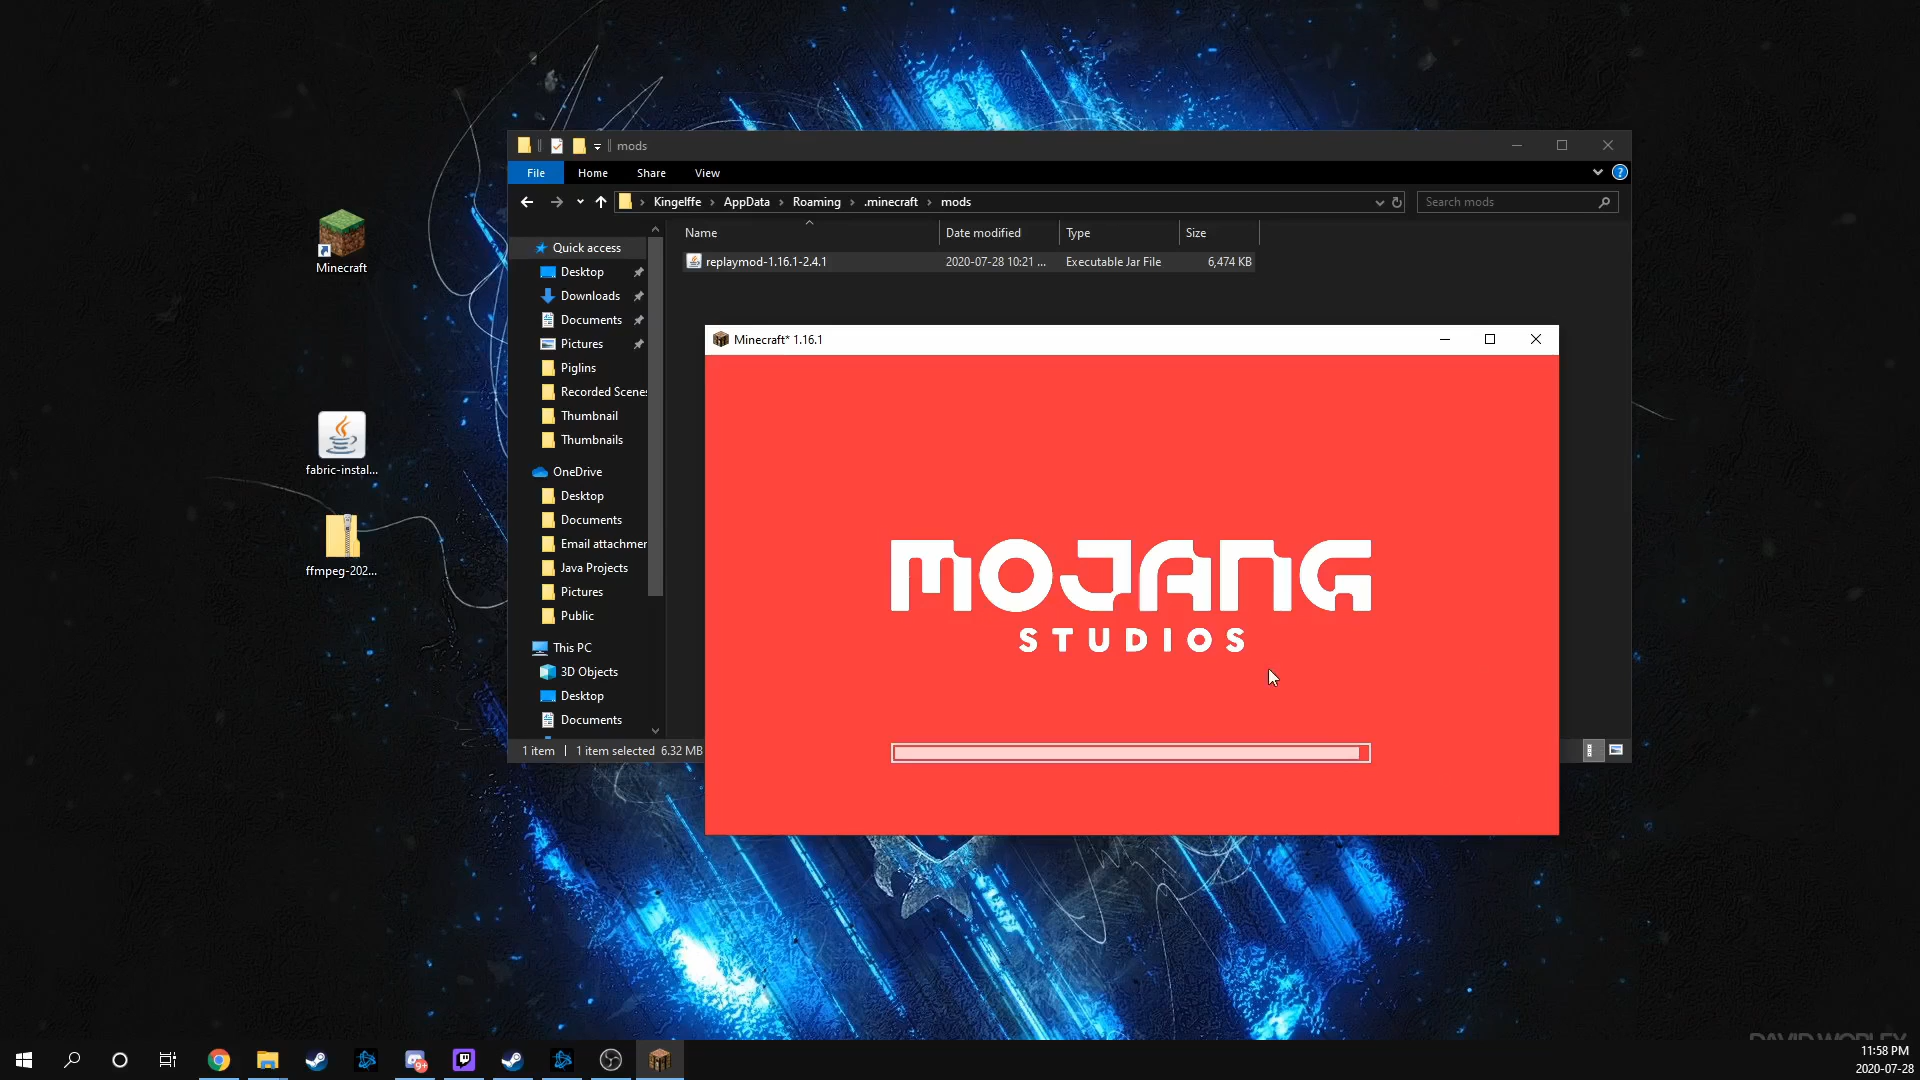 mods
File
Home
Share
View
Kingelffe
AppData
Roaming
.minecraft
mods
Search mods
Name
Date modified
Type
Size
replaymod-1.16.1-2.4.1
2020-07-28 10:21 ...
Executable Jar File
6,474 KB
Quick access
Desktop
Downloads
Documents
Pictures
Piglins
Recorded Scenes
Thumbnail
Thumbnails
OneDrive
Desktop
Documents
Email attachmen
Java Projects
Pictures
Public
This PC
3D Objects
Desktop
Documents
1 item
1 item selected 6.32 MB
Minecraft
fabric-instal...
ffmpeg-202...
Minecraft* 1.16.1
MOJANG
STUDIOS
9+
11:58 PM
2020-07-28